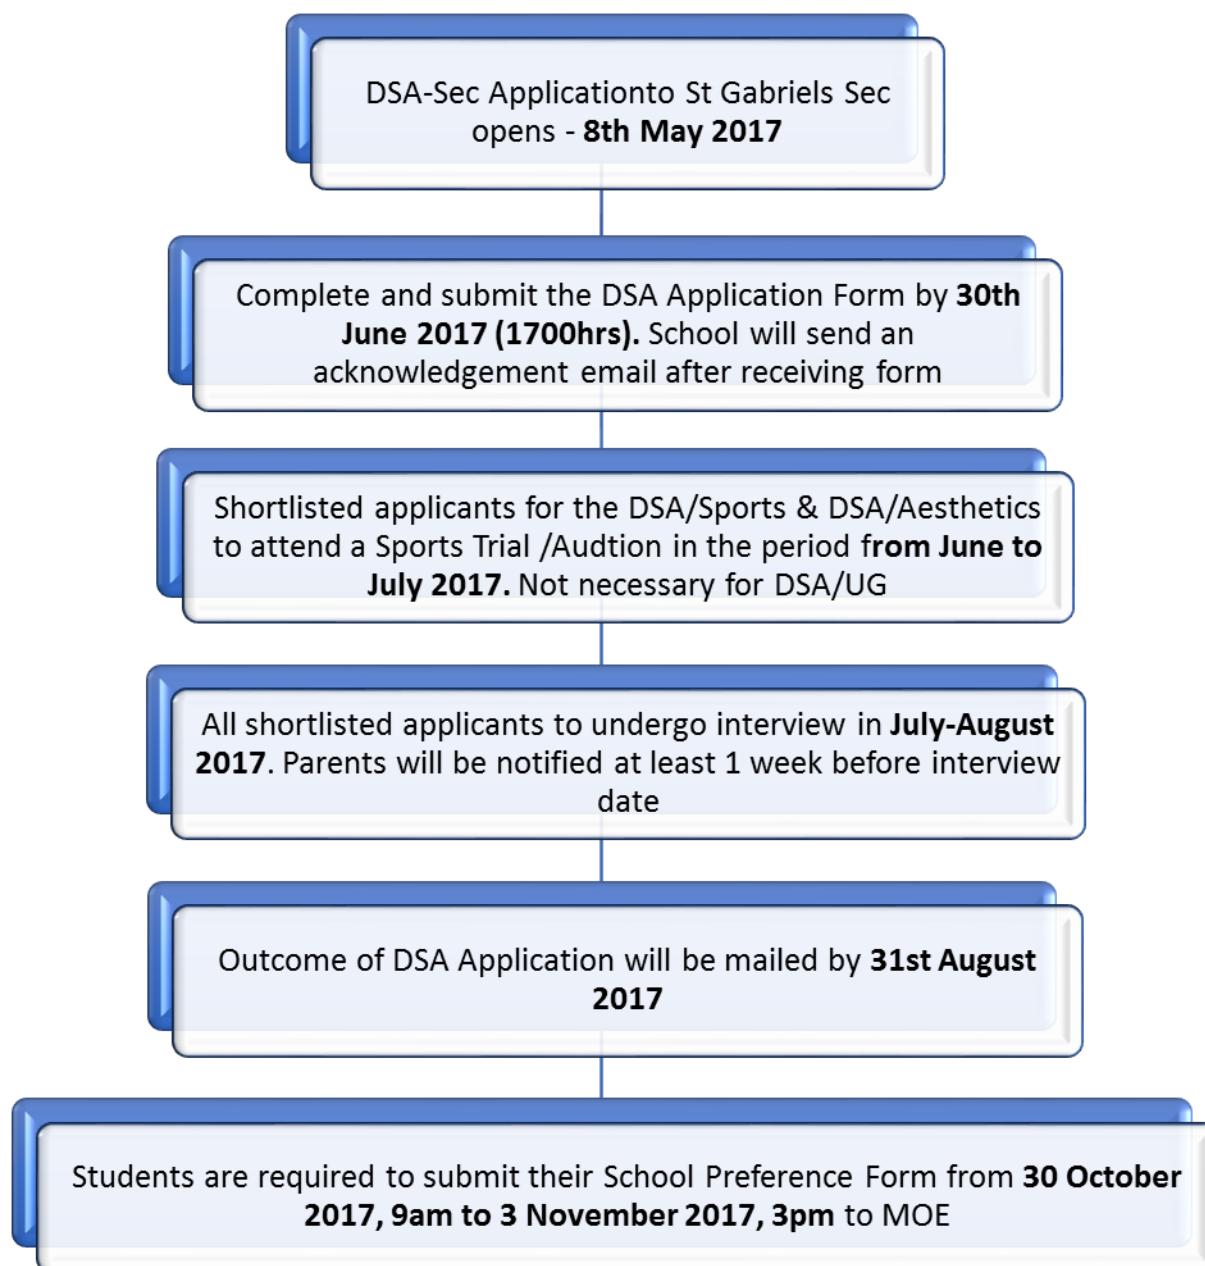 DSA-Sec Applicationto St Gabriels Sec
opens - 8th May 2017
Complete and submit the DSA Application Form by 30th
June 2017 (1700hrs). School will send an
acknowledgement email after receiving form
Shortlisted applicants for the DSA/Sports & DSA/Aesthetics
to attend a Sports Trial /Audtion in the period from June to
July 2017. Not necessary for DSA/UG
All shortlisted applicants to undergo interview in July-August
2017. Parents will be notified at least 1 week before interview
date
Outcome of DSA Application will be mailed by 31st August
2017
Students are required to submit their School Preference Form from 30 October
2017, 9am to 3 November 2017, 3pm to MOE